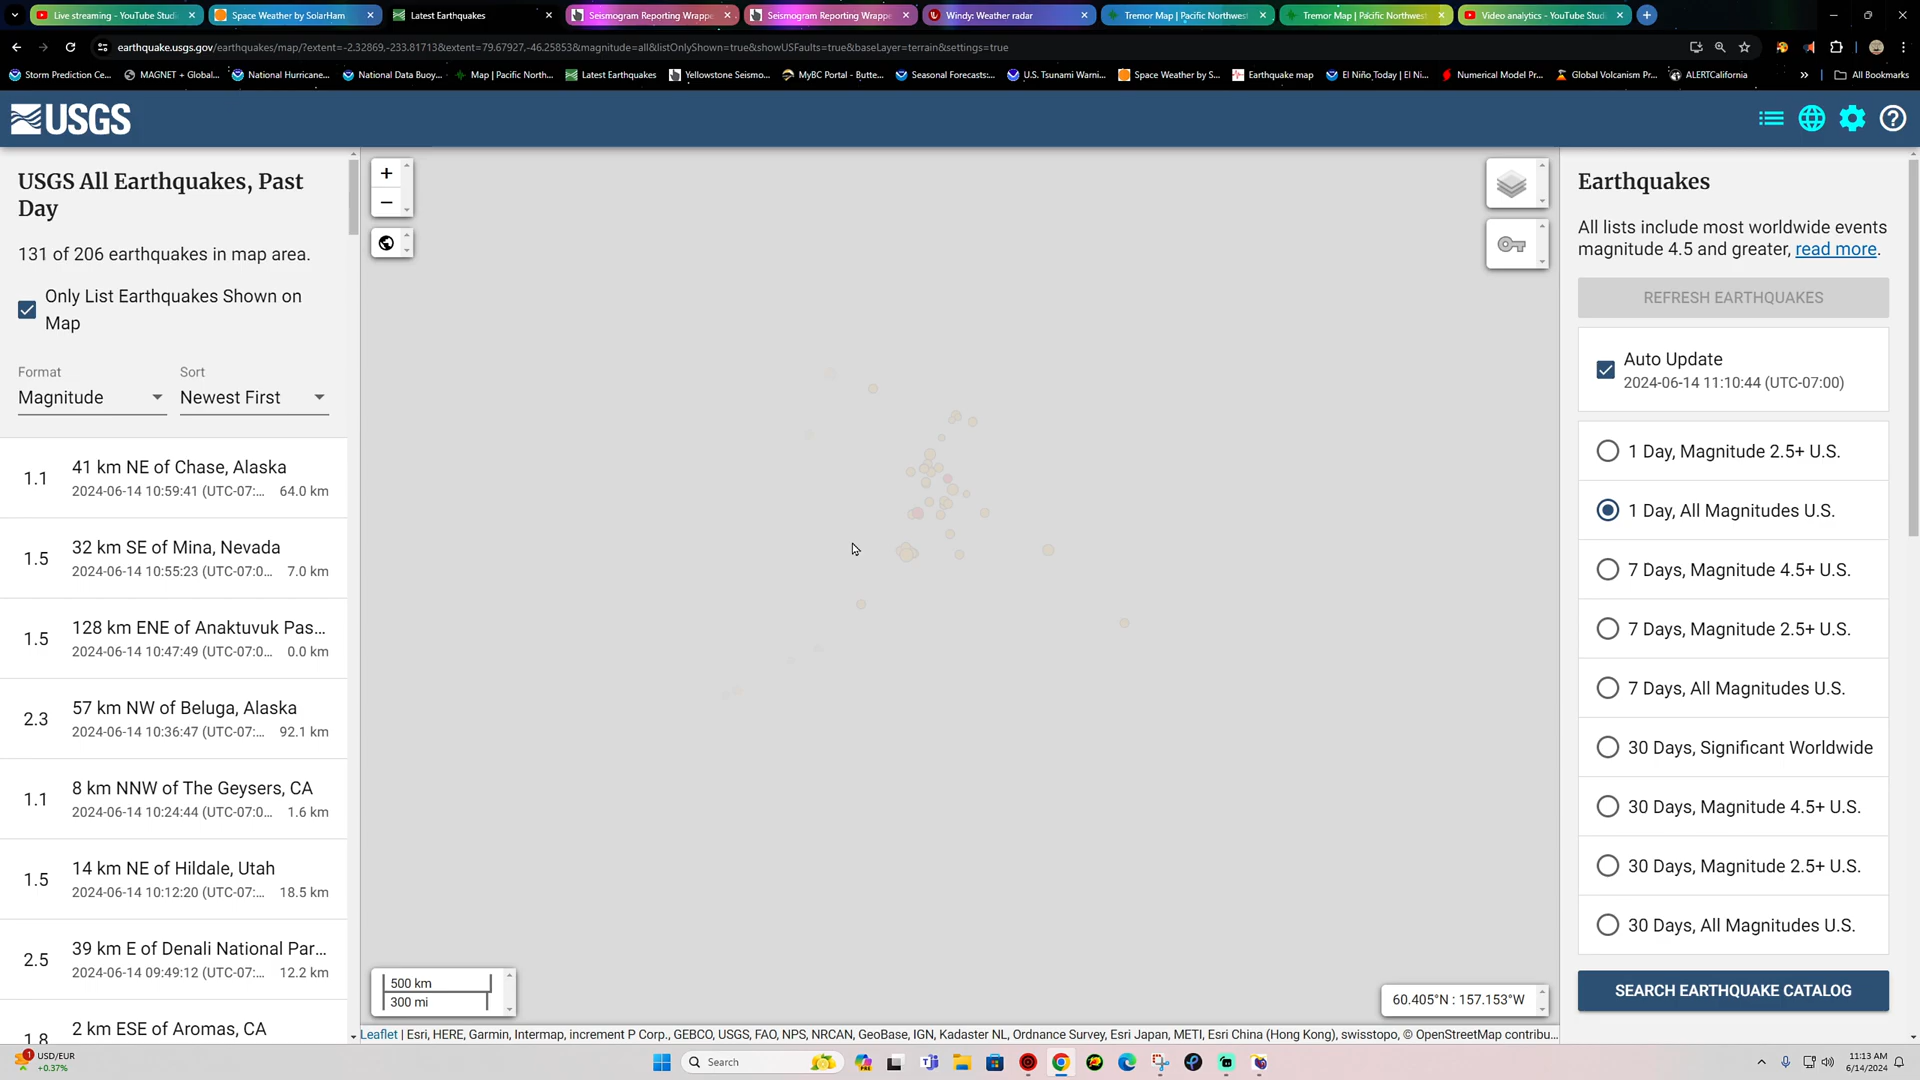 Live streaming - YouTube Studi
Space Weather by SolarHam
Latest Earthquakes
Seismogram Reporting Wrappe
Seismogram Reporting Wrappe
Windy: Weather radar
Tremor Map | Pacific Northwest
Tremor Map | Pacific Northwest
Video analytics - YouTube Studi
earthquake.usgs.gov/earthquakes/map/?extent=-2.32869,-233.81713&extent=79.67927,-46.25853&magnitude=all&listOnlyShown=true&showUSFaults=true&baseLayer=terrain&settings=true
Storm Prediction Ce...
MAGNET + Global...
National Hurricane...
National Data Buoy...
Map | Pacific North...
Latest Earthquakes
Yellowstone Seismo...
MyBC Portal - Butte...
Seasonal Forecasts:...
U.S. Tsunami Warni...
Space Weather by S...
Earthquake map
El Niño Today | El Ni...
Numerical Model Pr...
Global Volcanism Pr...
ALERTCalifornia
All Bookmarks
USGS
USGS All Earthquakes, Past
Day
131 of 206 earthquakes in map area.
Only List Earthquakes Shown on
Map
Format
Sort
Magnitude
Newest First
1.1
41 km NE of Chase, Alaska
2024-06-14 10:59:41 (UTC-07:... 64.0 km
1.5
32 km SE of Mina, Nevada
2024-06-14 10:55:23 (UTC-07:0... 7.0 km
1.5
128 km ENE of Anaktuvuk Pas...
2024-06-14 10:47:49 (UTC-07:0... 0.0 km
2.3
57 km NW of Beluga, Alaska
2024-06-14 10:36:47 (UTC-07:... 92.1 km
1.1
8 km NNW of The Geysers, CA
2024-06-14 10:24:44 (UTC-07:0... 1.6 km
1.5
14 km NE of Hildale, Utah
2024-06-14 10:12:20 (UTC-07:... 18.5 km
2.5
39 km E of Denali National Par...
2024-06-14 09:49:12 (UTC-07:... 12.2 km
1.8
2 km ESE of Aromas, CA
+
−
500 km
300 mi
60.405°N : 157.153°W
Leaflet | Esri, HERE, Garmin, Intermap, increment P Corp., GEBCO, USGS, FAO, NPS, NRCAN, GeoBase, IGN, Kadaster NL, Ordnance Survey, Esri Japan, METI, Esri China (Hong Kong), swisstopo, © OpenStreetMap contribu...
Earthquakes
All lists include most worldwide events
magnitude 4.5 and greater, read more.
REFRESH EARTHQUAKES
Auto Update
2024-06-14 11:10:44 (UTC-07:00)
1 Day, Magnitude 2.5+ U.S.
1 Day, All Magnitudes U.S.
7 Days, Magnitude 4.5+ U.S.
7 Days, Magnitude 2.5+ U.S.
7 Days, All Magnitudes U.S.
30 Days, Significant Worldwide
30 Days, Magnitude 4.5+ U.S.
30 Days, Magnitude 2.5+ U.S.
30 Days, All Magnitudes U.S.
SEARCH EARTHQUAKE CATALOG
1
USD/EUR
+0.37%
Search
11:13 AM
6/14/2024